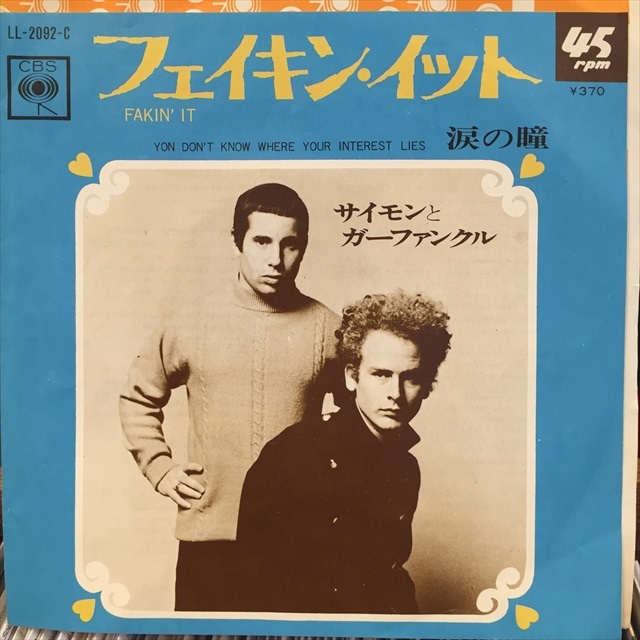 LL-2092-C
CBS
フェイキン・イット
FAKIN' IT
45
rpm
¥370
YON DON'T KNOW WHERE YOUR INTEREST LIES
涙の瞳
サイモンと
ガーファンクル